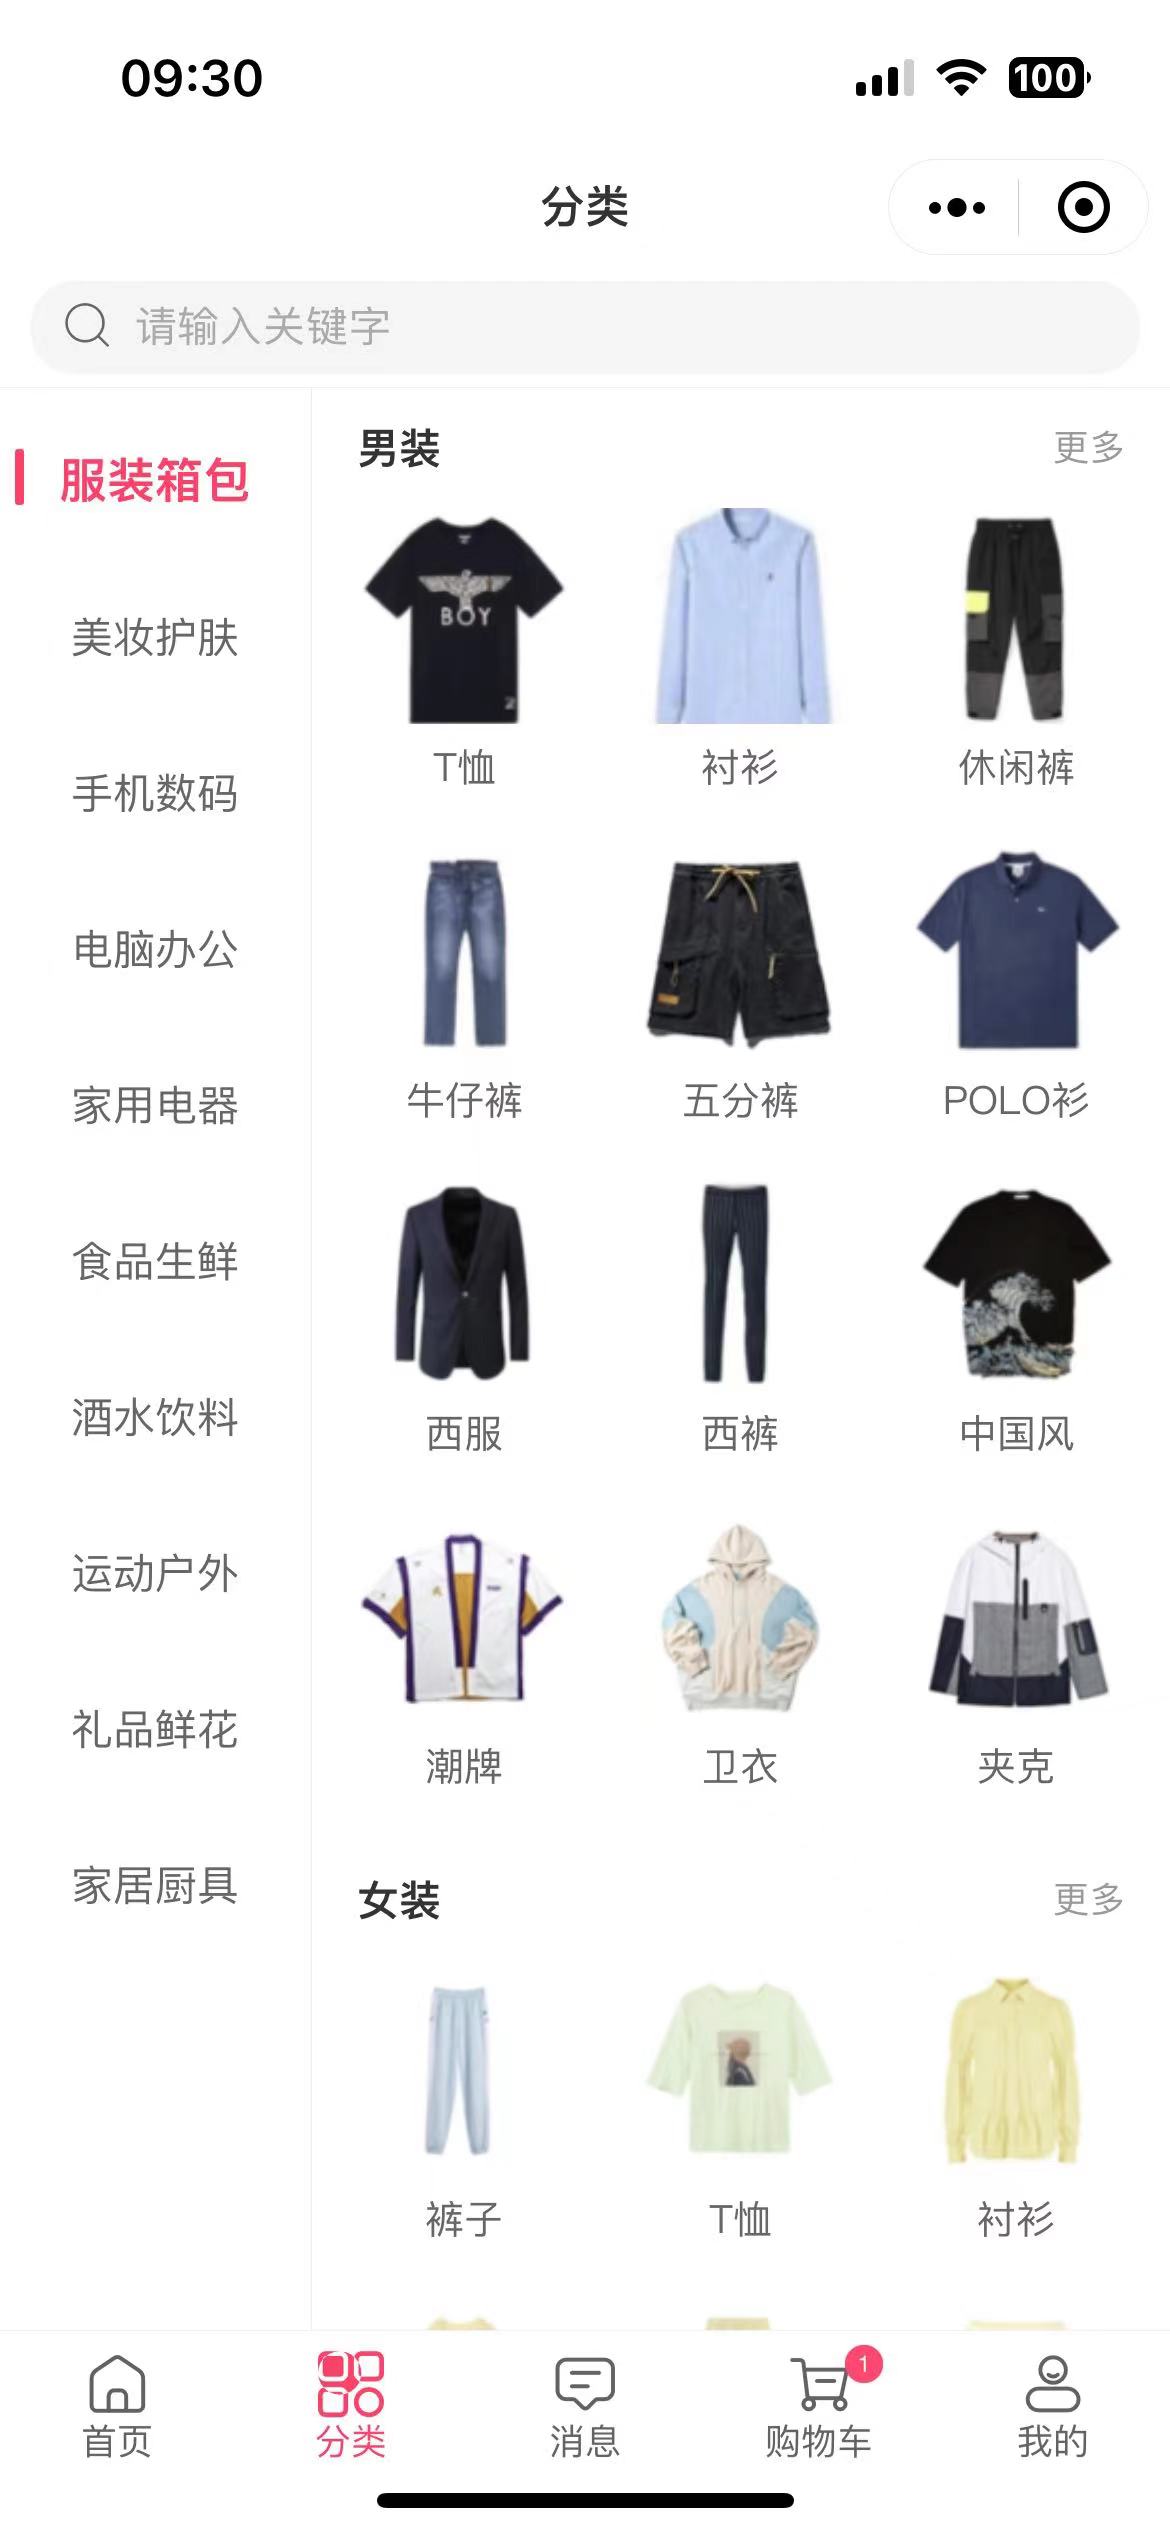 09:30
100
分类
请输入关键字
服装箱包
美妆护肤
手机数码
电脑办公
家用电器
食品生鲜
酒水饮料
运动户外
礼品鲜花
家居厨具
男装
更多
BOY
T恤
衬衫
休闲裤
牛仔裤
五分裤
POLO衫
西服
西裤
中国风
潮牌
卫衣
夹克
女装
更多
裤子
T恤
衬衫
首页
分类
消息
1
购物车
我的